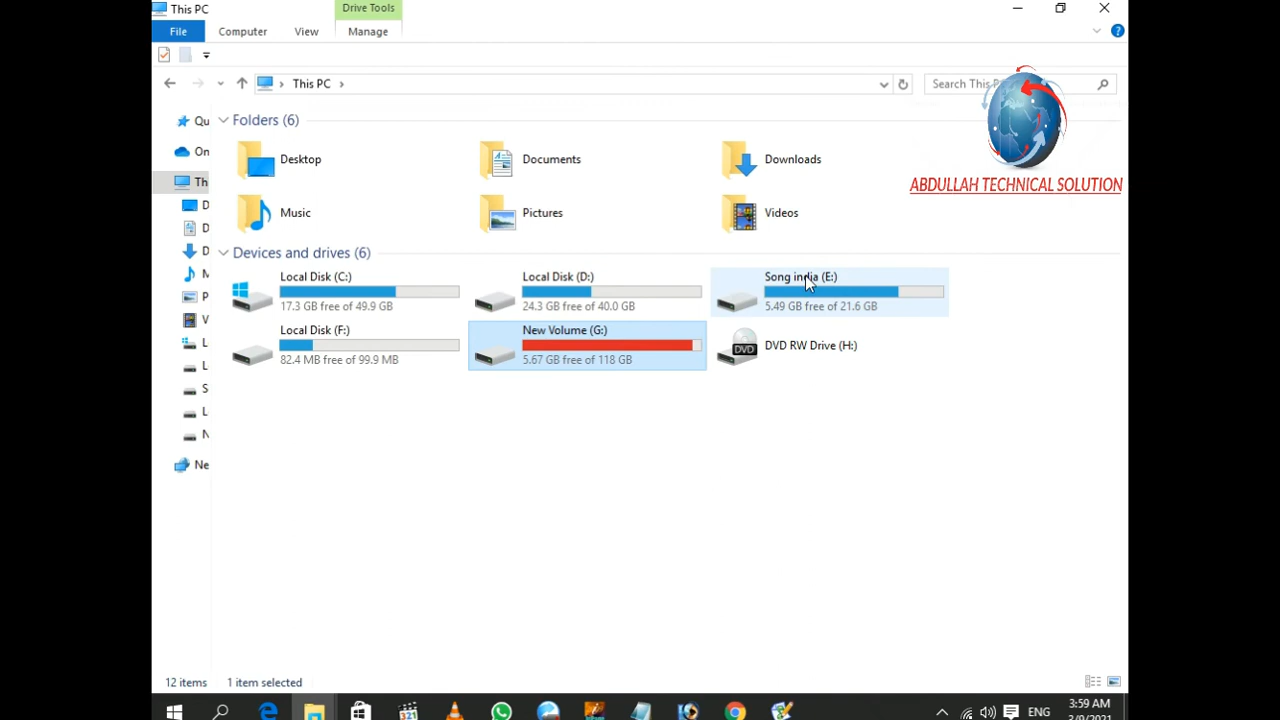 This PC
Drive Tools
File
Computer
View
Manage
This PC
Search This
ABDULLAH TECHNICAL SOLUTION
Folders (6)
Desktop
Documents
Downloads
Music
Pictures
Videos
Devices and drives (6)
Local Disk (C:)
17.3 GB free of 49.9 GB
Local Disk (D:)
24.3 GB free of 40.0 GB
Song india (E:)
5.49 GB free of 21.6 GB
Local Disk (F:)
82.4 MB free of 99.9 MB
New Volume (G:)
5.67 GB free of 118 GB
DVD RW Drive (H:)
DVD
Qu
On
Th
D
D
D
M
P
V
L
L
S
L
N
Ne
12 items
1 item selected
321
ENG
3:59 AM